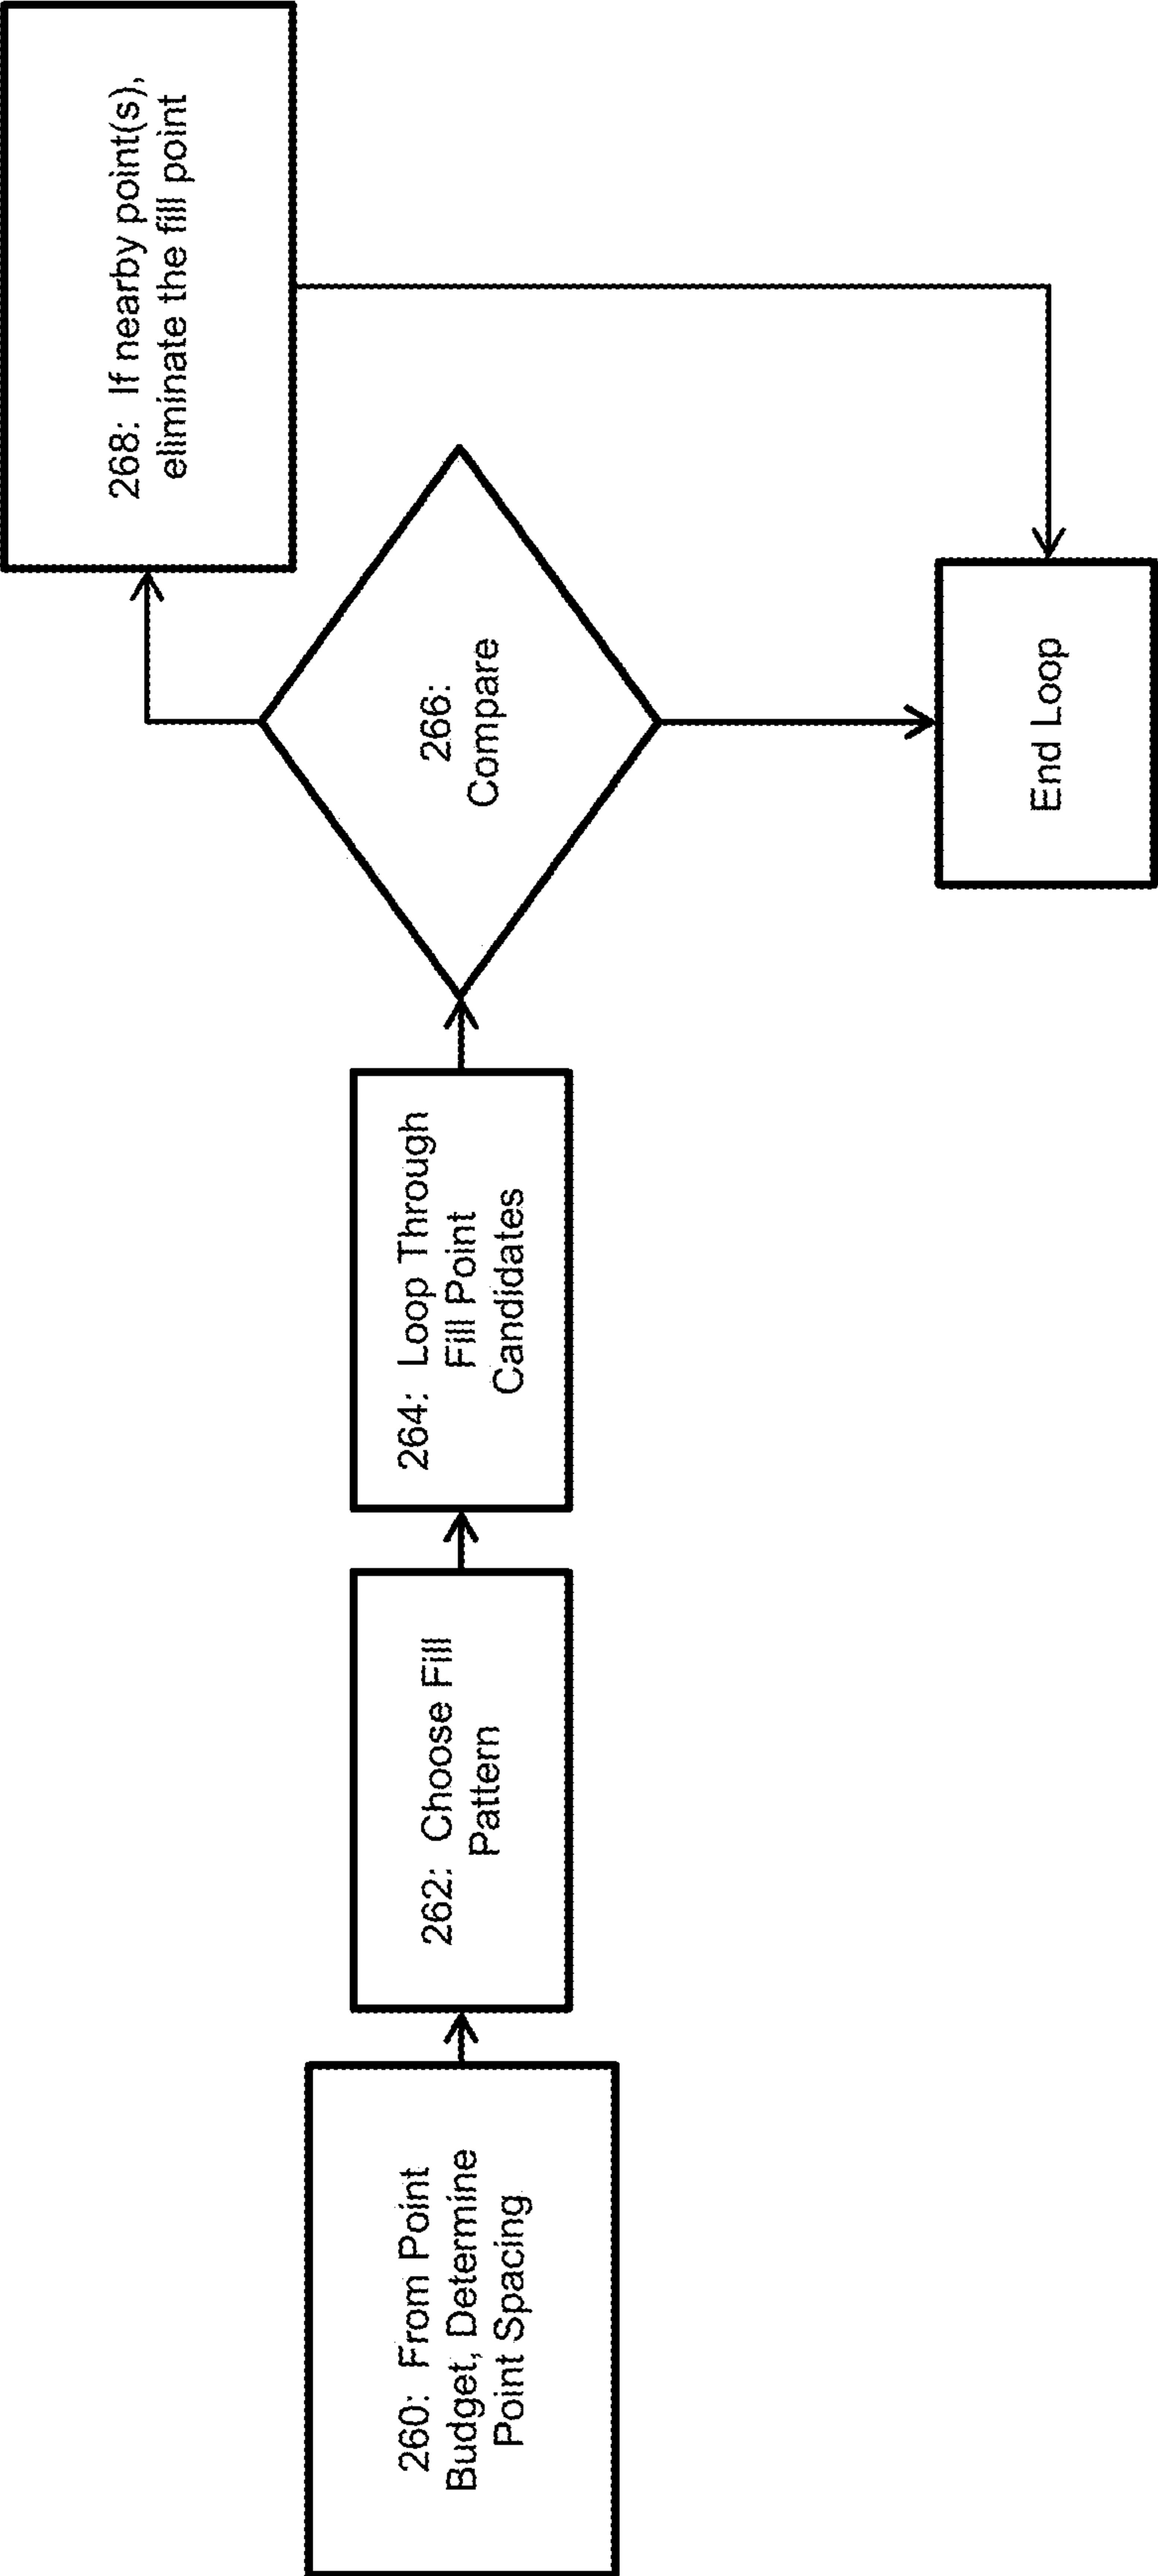 260: From Point
Budget, Determine
Point Spacing
262: Choose Fill
Pattern
264: Loop Through
Fill Point
Candidates
266:
Compare
268: If nearby point(s),
eliminate the fill point
End Loop